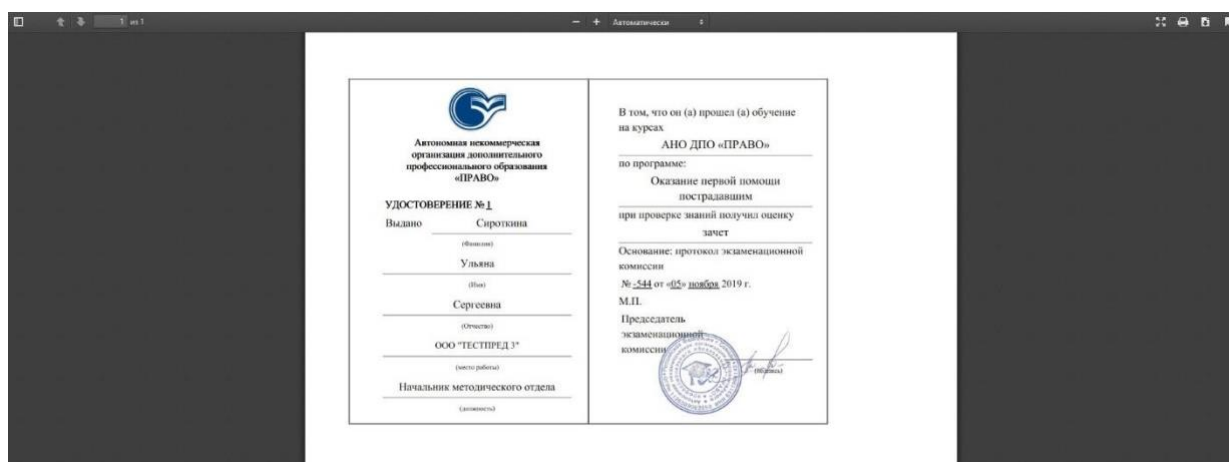 1 из 1
Автоматически
Автономная некоммерческая
организация дополнительного
профессионального образования
«ПРАВО»
УДОСТОВЕРЕНИЕ № 1
Выдано Сироткина
(Фамилия)
Ульяна
(Имя)
Сергеевна
(Отчество)
ООО "ТЕСТПРЕД 3"
(место работы)
Начальник методического отдела
(должность)
В том, что он (а) прошел (а) обучение
на курсах
АНО ДПО «ПРАВО»
по программе:
Оказание первой помощи
пострадавшим
при проверке знаний получил оценку
зачет
Основание: протокол экзаменационной
комиссии
№ -544 от «05» ноября 2019 г.
М.П.
Председатель
экзаменационной
комиссии
(подпись)